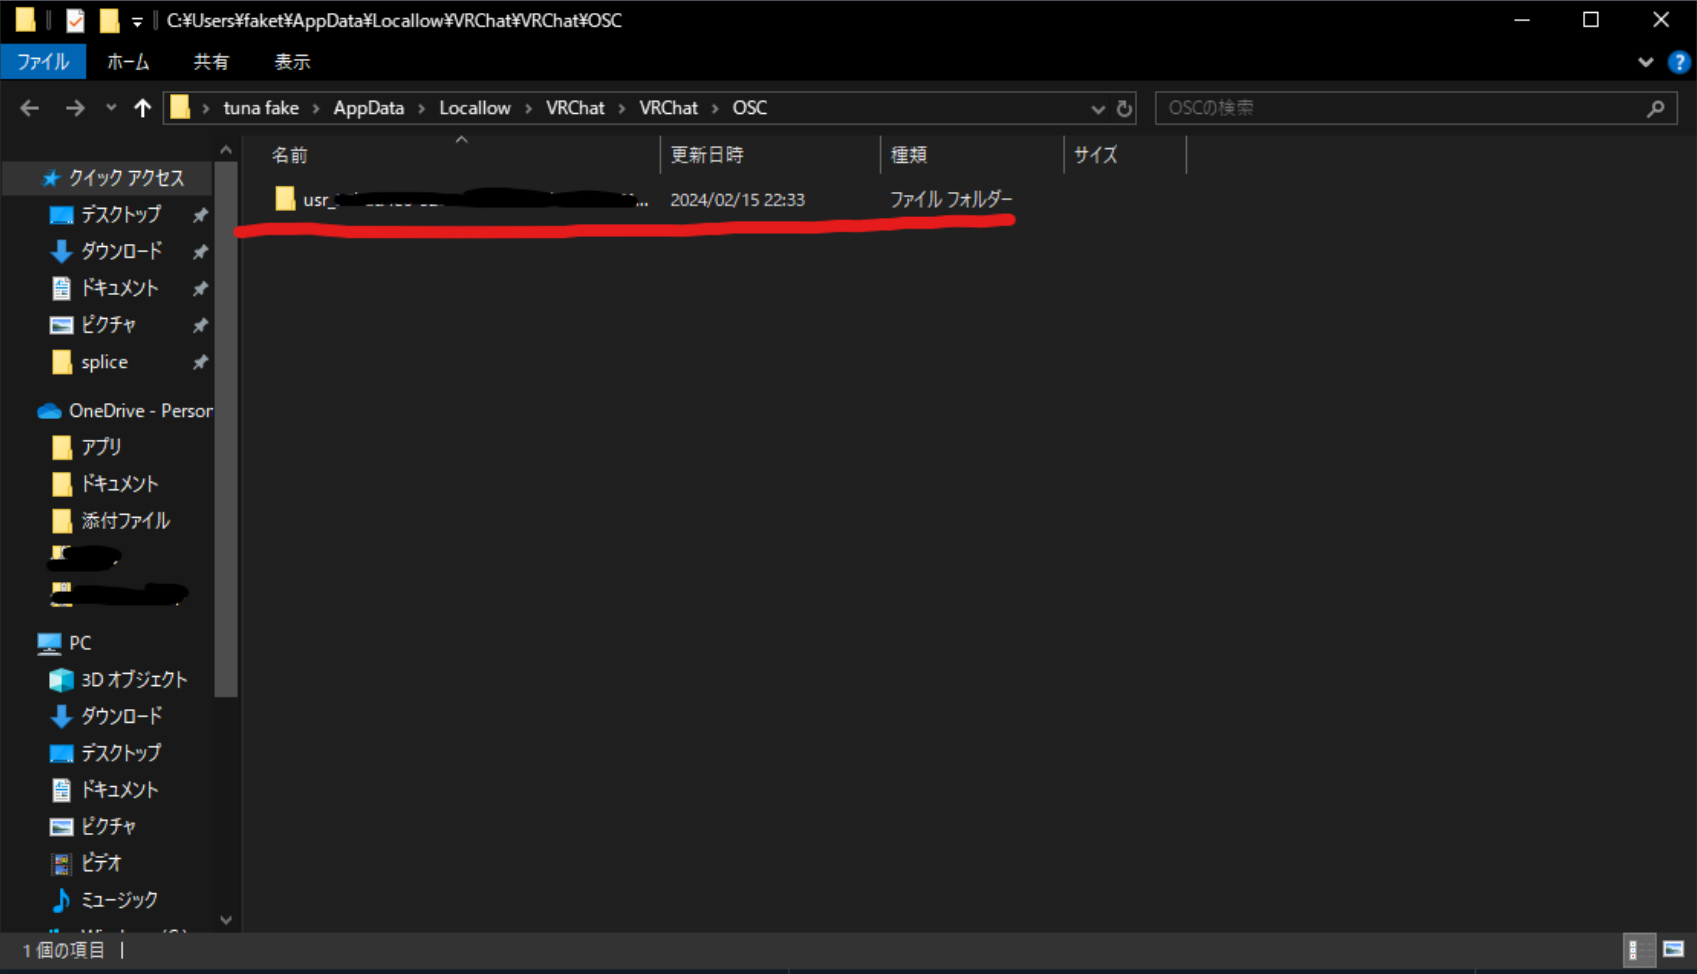 C:¥Users¥faket¥AppData¥Locallow¥VRChat¥VRChat¥OSC
ファイル ホーム 共有 表示
tuna fake › AppData › Locallow › VRChat › VRChat › OSC
OSCの検索
名前 更新日時 種類 サイズ
usr_ ... 2024/02/15 22:33 ファイル フォルダー
クイック アクセス
デスクトップ
ダウンロード
ドキュメント
ピクチャ
splice
OneDrive - Person
アプリ
ドキュメント
添付ファイル
PC
3D オブジェクト
ダウンロード
デスクトップ
ドキュメント
ピクチャ
ビデオ
ミュージック
1 個の項目